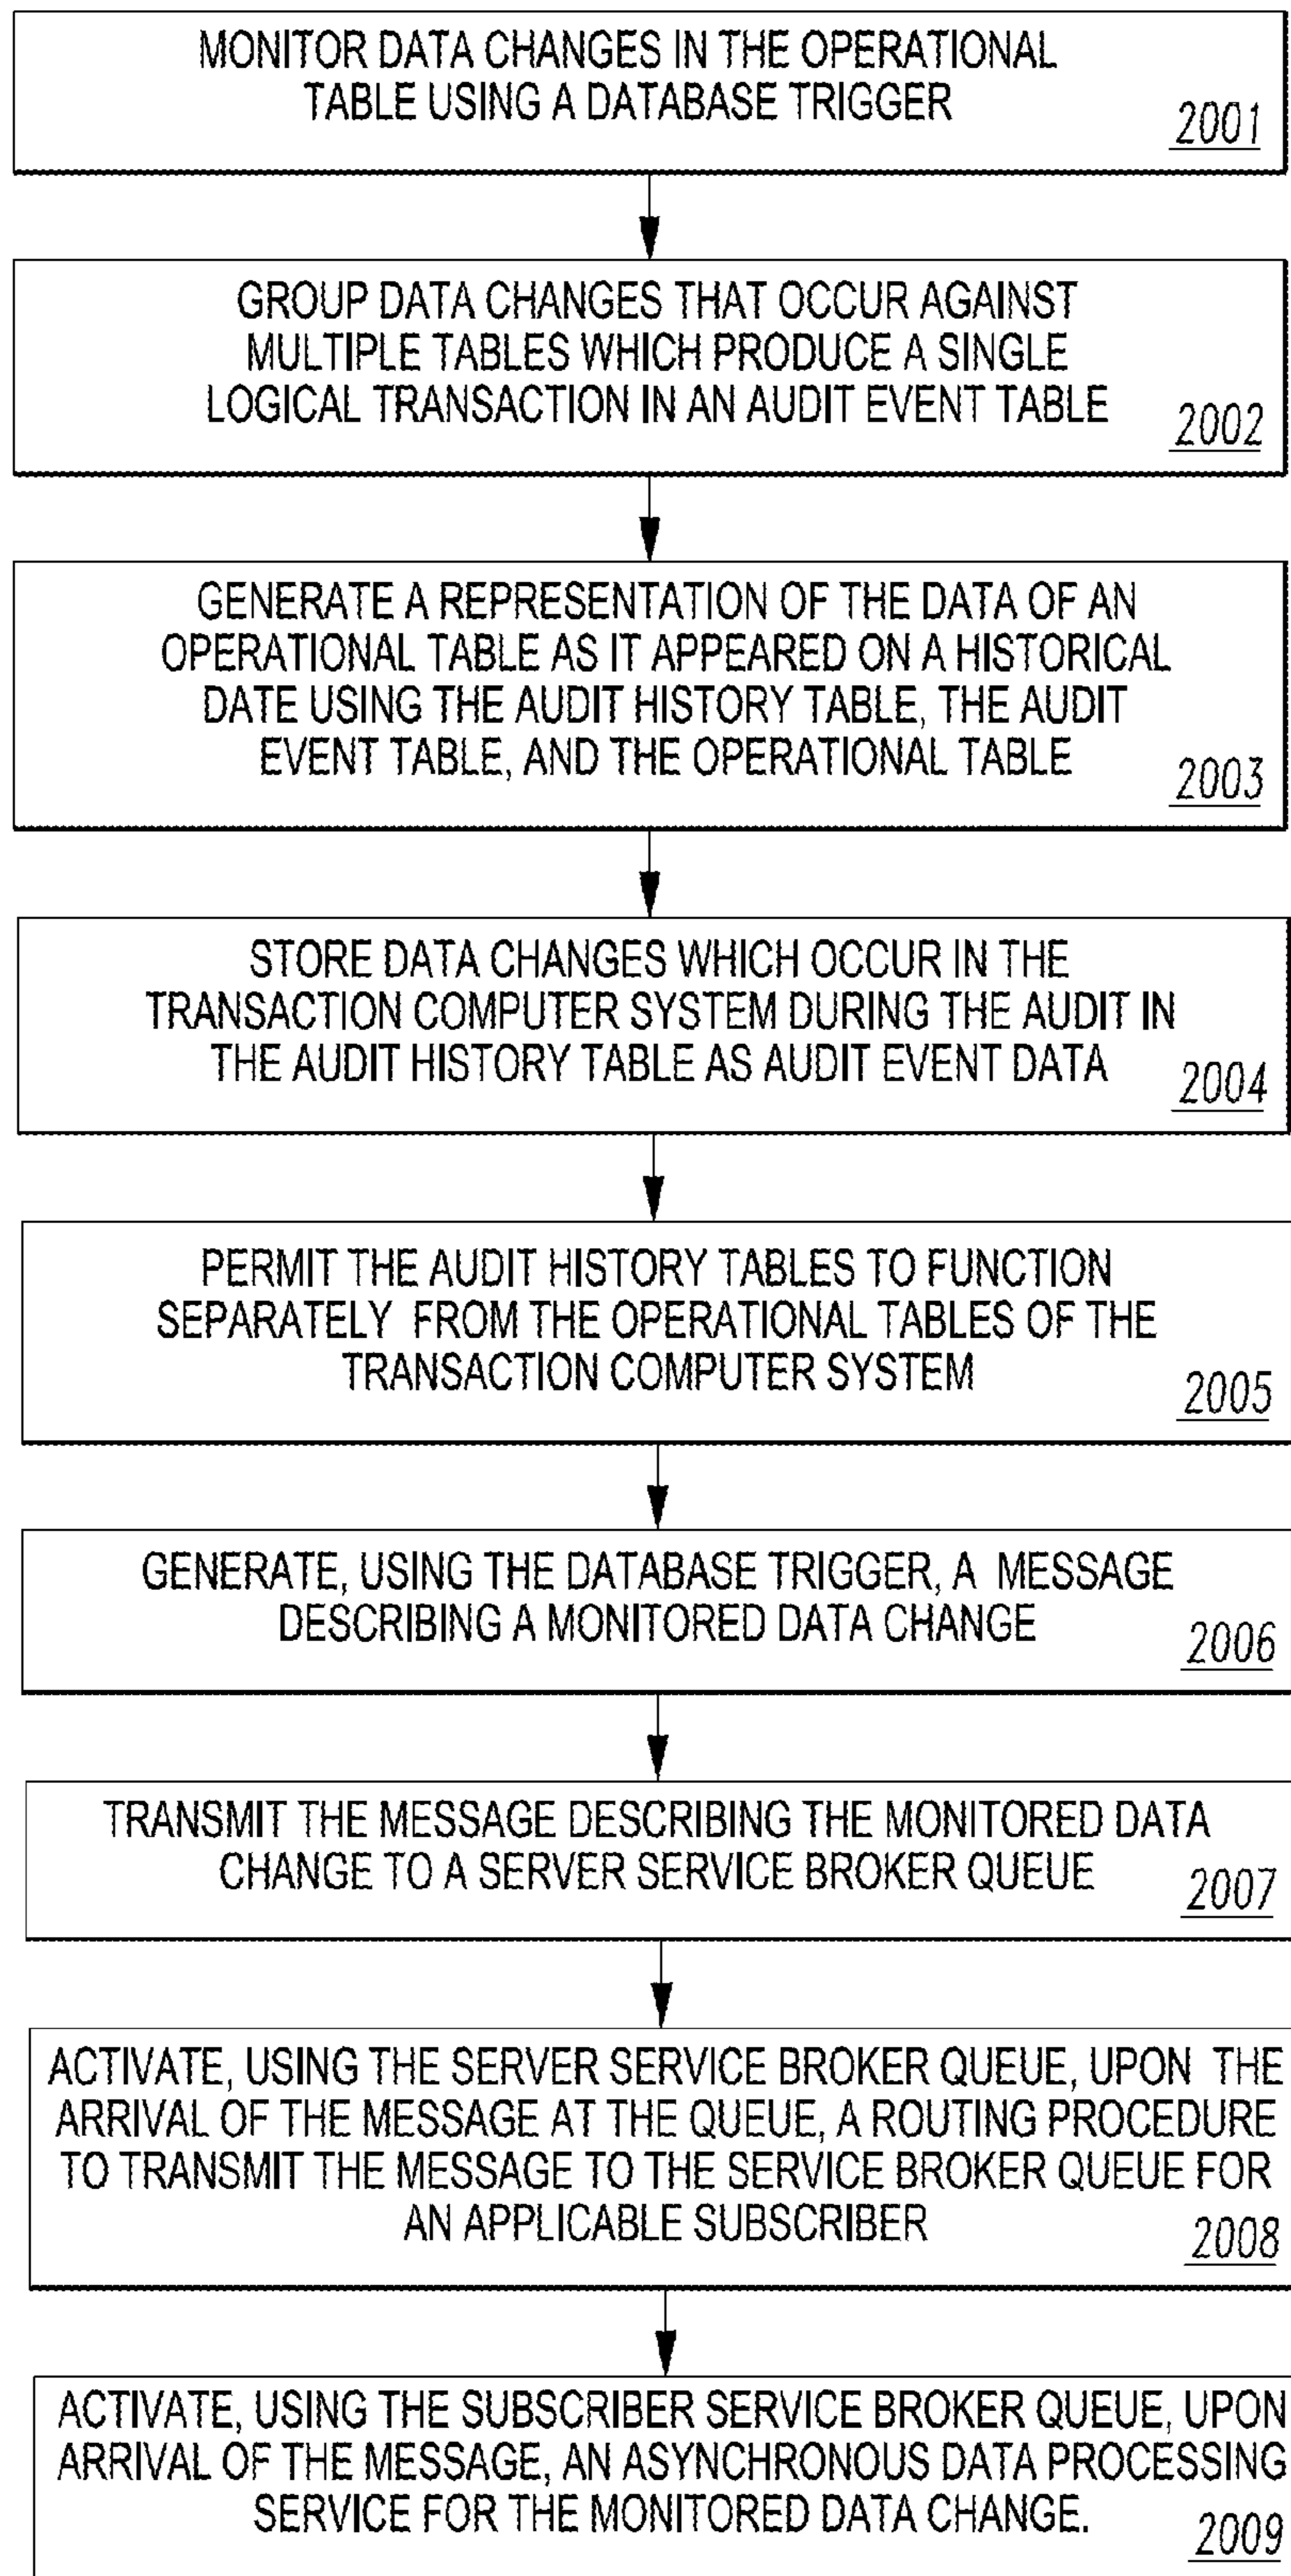 MONITOR DATA CHANGES IN THE OPERATIONAL
TABLE USING A DATABASE TRIGGER
2001
GROUP DATA CHANGES THAT OCCUR AGAINST
MULTIPLE TABLES WHICH PRODUCE A SINGLE
LOGICAL TRANSACTION IN AN AUDIT EVENT TABLE
2002
GENERATE A REPRESENTATION OF THE DATA OF AN
OPERATIONAL TABLE AS IT APPEARED ON A HISTORICAL
DATE USING THE AUDIT HISTORY TABLE, THE AUDIT
EVENT TABLE, AND THE OPERATIONAL TABLE
2003
STORE DATA CHANGES WHICH OCCUR IN THE
TRANSACTION COMPUTER SYSTEM DURING THE AUDIT IN
THE AUDIT HISTORY TABLE AS AUDIT EVENT DATA
2004
PERMIT THE AUDIT HISTORY TABLES TO FUNCTION
SEPARATELY FROM THE OPERATIONAL TABLES OF THE
TRANSACTION COMPUTER SYSTEM
2005
GENERATE, USING THE DATABASE TRIGGER, A MESSAGE
DESCRIBING A MONITORED DATA CHANGE
2006
TRANSMIT THE MESSAGE DESCRIBING THE MONITORED DATA
CHANGE TO A SERVER SERVICE BROKER QUEUE
2007
ACTIVATE, USING THE SERVER SERVICE BROKER QUEUE, UPON THE
ARRIVAL OF THE MESSAGE AT THE QUEUE, A ROUTING PROCEDURE
TO TRANSMIT THE MESSAGE TO THE SERVICE BROKER QUEUE FOR
AN APPLICABLE SUBSCRIBER
2008
ACTIVATE, USING THE SUBSCRIBER SERVICE BROKER QUEUE, UPON
ARRIVAL OF THE MESSAGE, AN ASYNCHRONOUS DATA PROCESSING
SERVICE FOR THE MONITORED DATA CHANGE.
2009